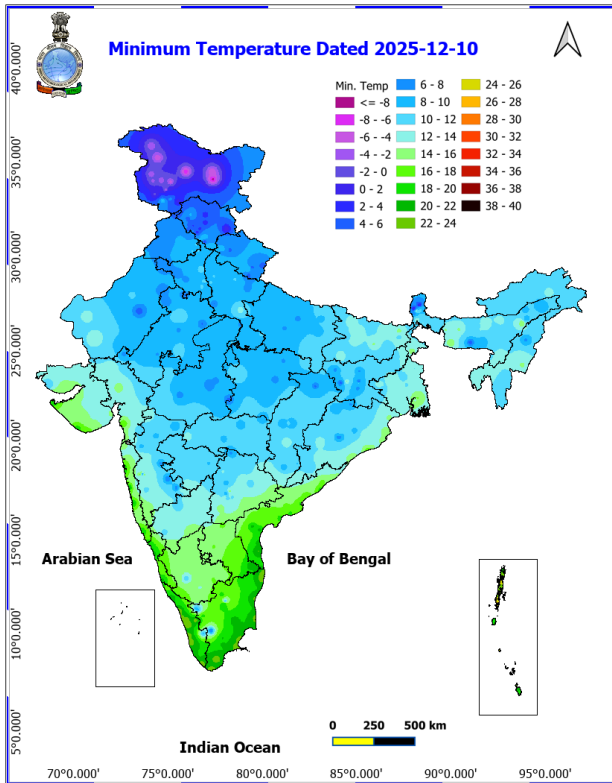 Minimum Temperature Dated 2025-12-10
Min. Temp
<= -8
-8 - -6
-6 - -4
-4 - -2
-2 - 0
0 - 2
2 - 4
4 - 6
6 - 8
8 - 10
10 - 12
12 - 14
14 - 16
16 - 18
18 - 20
20 - 22
22 - 24
24 - 26
26 - 28
28 - 30
30 - 32
32 - 34
34 - 36
36 - 38
38 - 40
40°0.000'
35°0.000'
30°0.000'
25°0.000'
20°0.000'
15°0.000'
10°0.000'
5°0.000'
Arabian Sea
Bay of Bengal
Indian Ocean
0 250 500 km
70°0.000' 75°0.000' 80°0.000' 85°0.000' 90°0.000' 95°0.000'